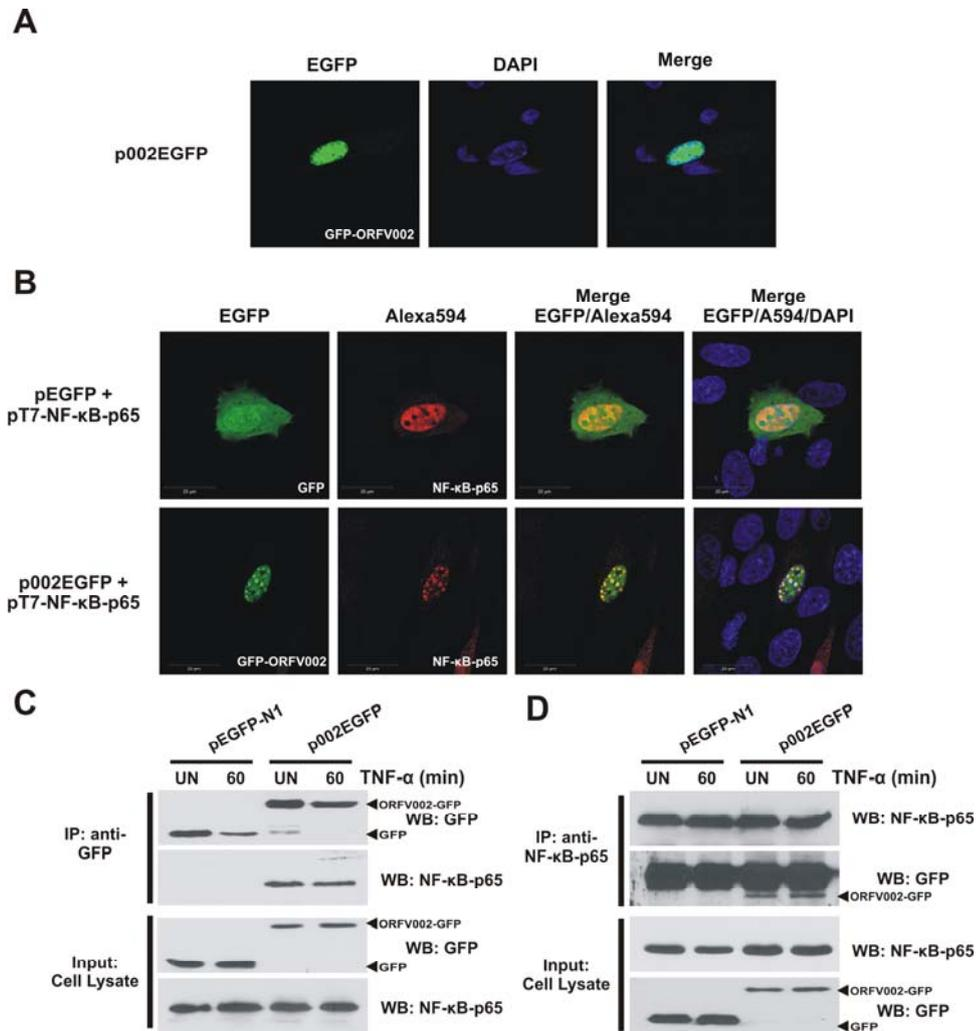 A
EGFP DAPI Merge
p002EGFP
GFP-ORFV002
B
EGFP Alexa594 Merge EGFP/Alexa594 Merge EGFP/A594/DAPI
pEGFP +
pT7-NF-κB-p65
20 μm GFP
NF-κB-p65
p002EGFP +
pT7-NF-κB-p65
20 μm GFP-ORFV002
NF-κB-p65
C
pEGFP-N1 p002EGFP
UN 60 UN 60 TNF-α (min)
IP: anti-
GFP
ORFV002-GFP
WB: GFP
GFP
WB: NF-κB-p65
Input:
Cell Lysate
ORFV002-GFP
WB: GFP
GFP
WB: NF-κB-p65
D
pEGFP-N1 p002EGFP
UN 60 UN 60 TNF-α (min)
IP: anti-
NF-κB-p65
WB: NF-κB-p65
WB: GFP
ORFV002-GFP
Input:
Cell Lysate
WB: NF-κB-p65
ORFV002-GFP
WB: GFP
GFP